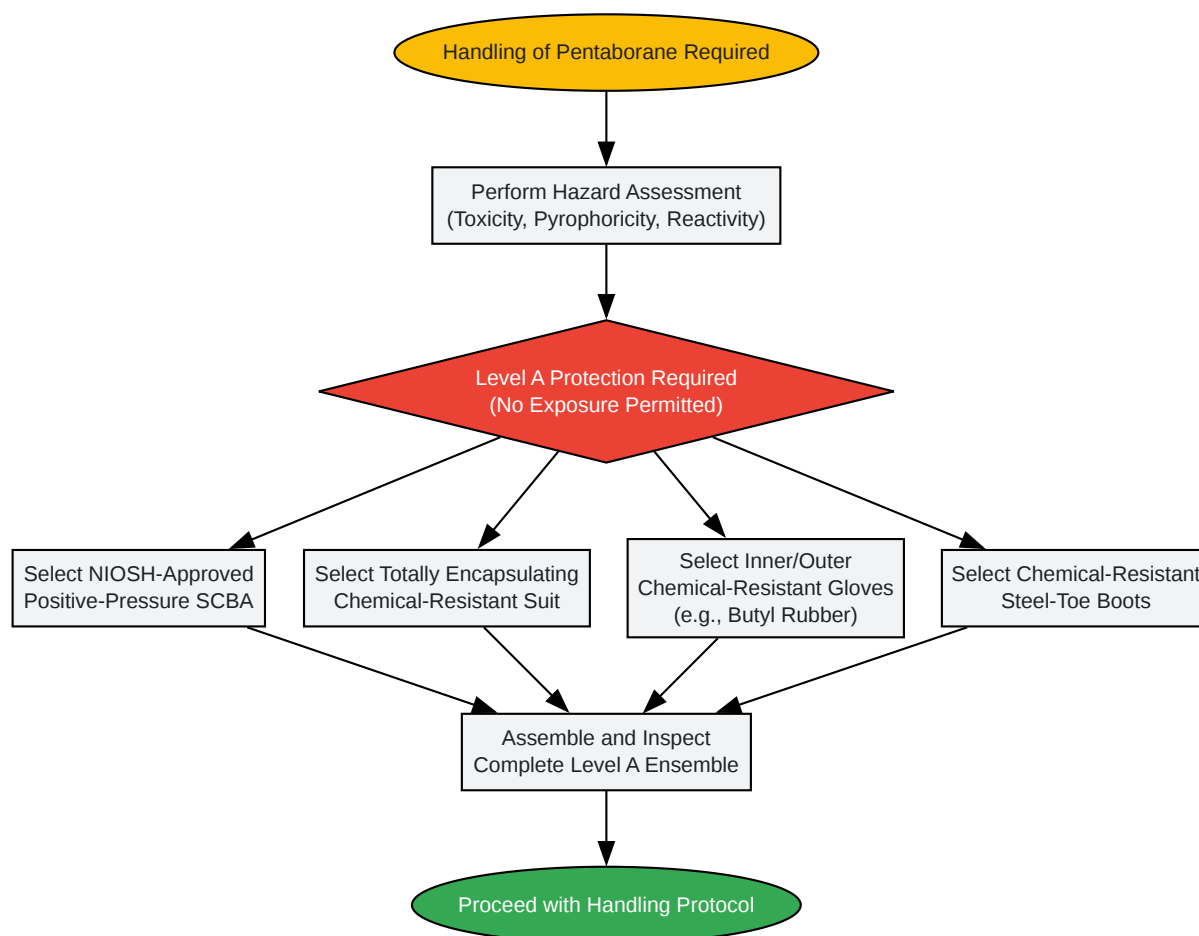 Handling of Pentaborane Required
Perform Hazard Assessment
(Toxicity, Pyrophoricity, Reactivity)
Level A Protection Required
(No Exposure Permitted)
Select NIOSH-Approved
Positive-Pressure SCBA
Select Totally Encapsulating
Chemical-Resistant Suit
Select Inner/Outer
Chemical-Resistant Gloves
(e.g., Butyl Rubber)
Select Chemical-Resistant
Steel-Toe Boots
Assemble and Inspect
Complete Level A Ensemble
Proceed with Handling Protocol